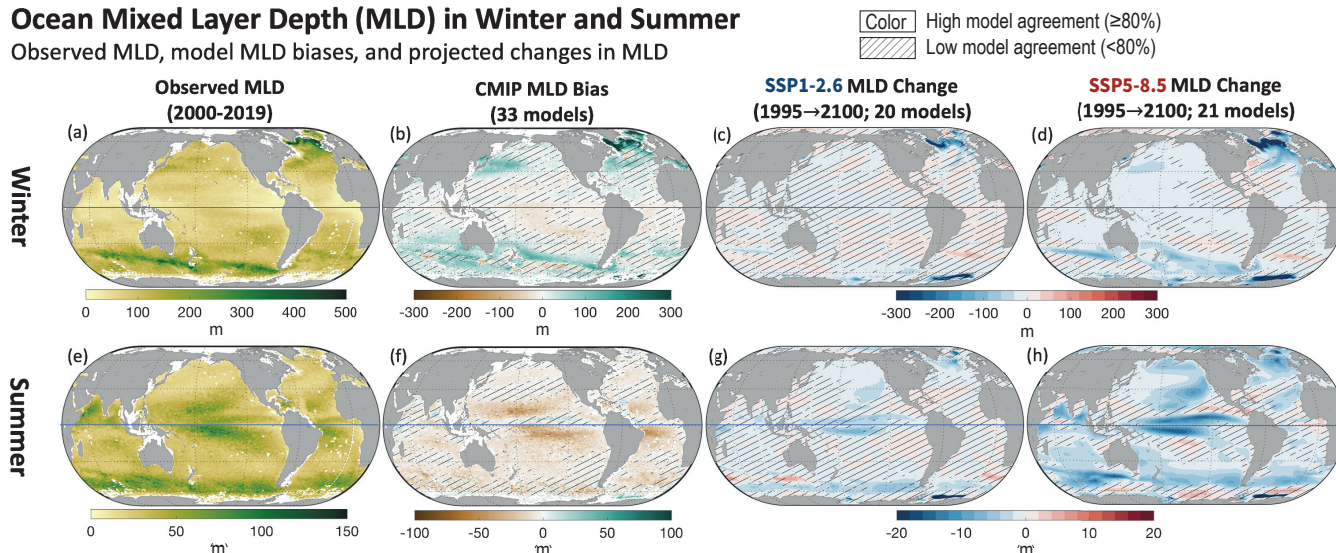 Ocean Mixed Layer Depth (MLD) in Winter and Summer
Observed MLD, model MLD biases, and projected changes in MLD
Color High model agreement (≥80%)
Low model agreement (<80%)
Observed MLD
(2000-2019)
CMIP MLD Bias
(33 models)
SSP1-2.6 MLD Change
(1995→2100; 20 models)
SSP5-8.5 MLD Change
(1995→2100; 21 models)
Winter
(a)
(b)
(c)
(d)
0 100 200 300 400 500
m
-300 -200 -100 0 100 200 300
m
-300 -200 -100 0 100 200 300
m
Summer
(e)
(f)
(g)
(h)
0 50 100 150
(m)
-100 -50 0 50 100
(m)
-20 -10 0 10 20
(m)